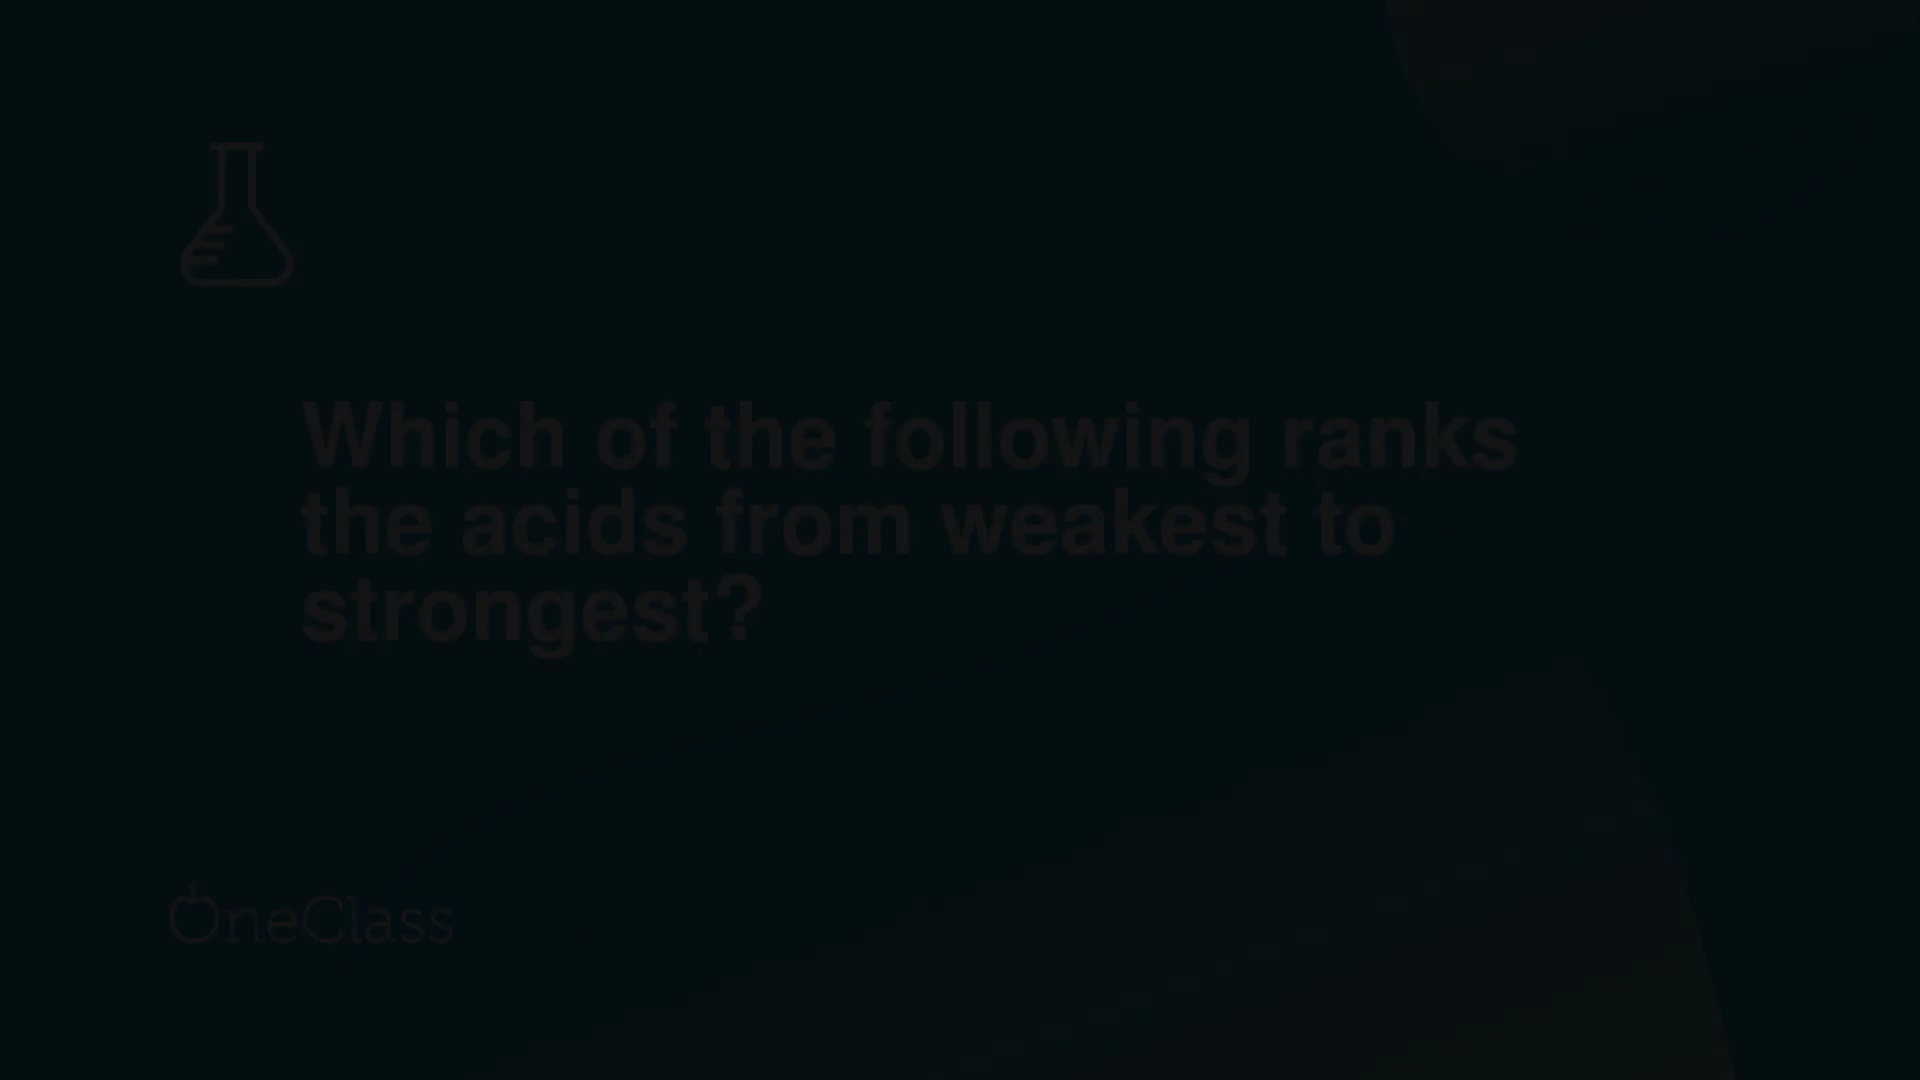 Which of the following ranks
the acids from weakest to
strongest?
OneClass